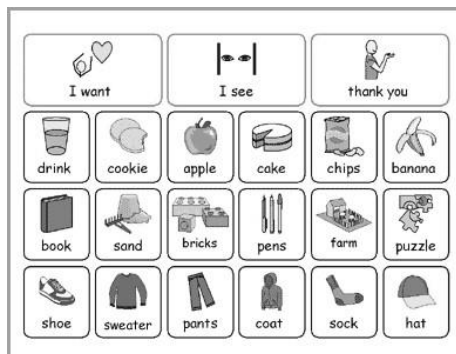 I want I see thank you
drink cookie apple cake chips banana
book sand bricks pens farm puzzle
shoe sweater pants coat sock hat